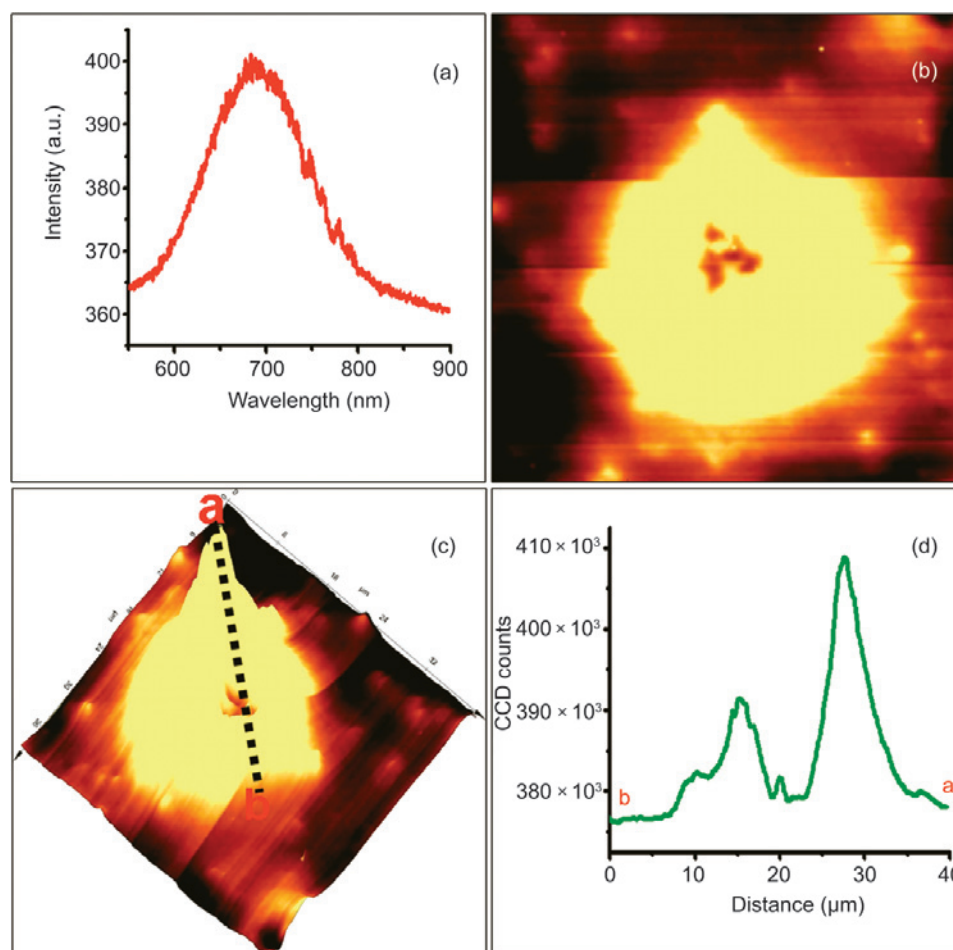 (a)
400
390
380
370
360
Intensity (a.u.)
600 700 800 900
Wavelength (nm)
(b)
(c)
a
b
µm
(d)
410 × 10³
400 × 10³
390 × 10³
380 × 10³
CCD counts
b
a
0 10 20 30 40
Distance (µm)